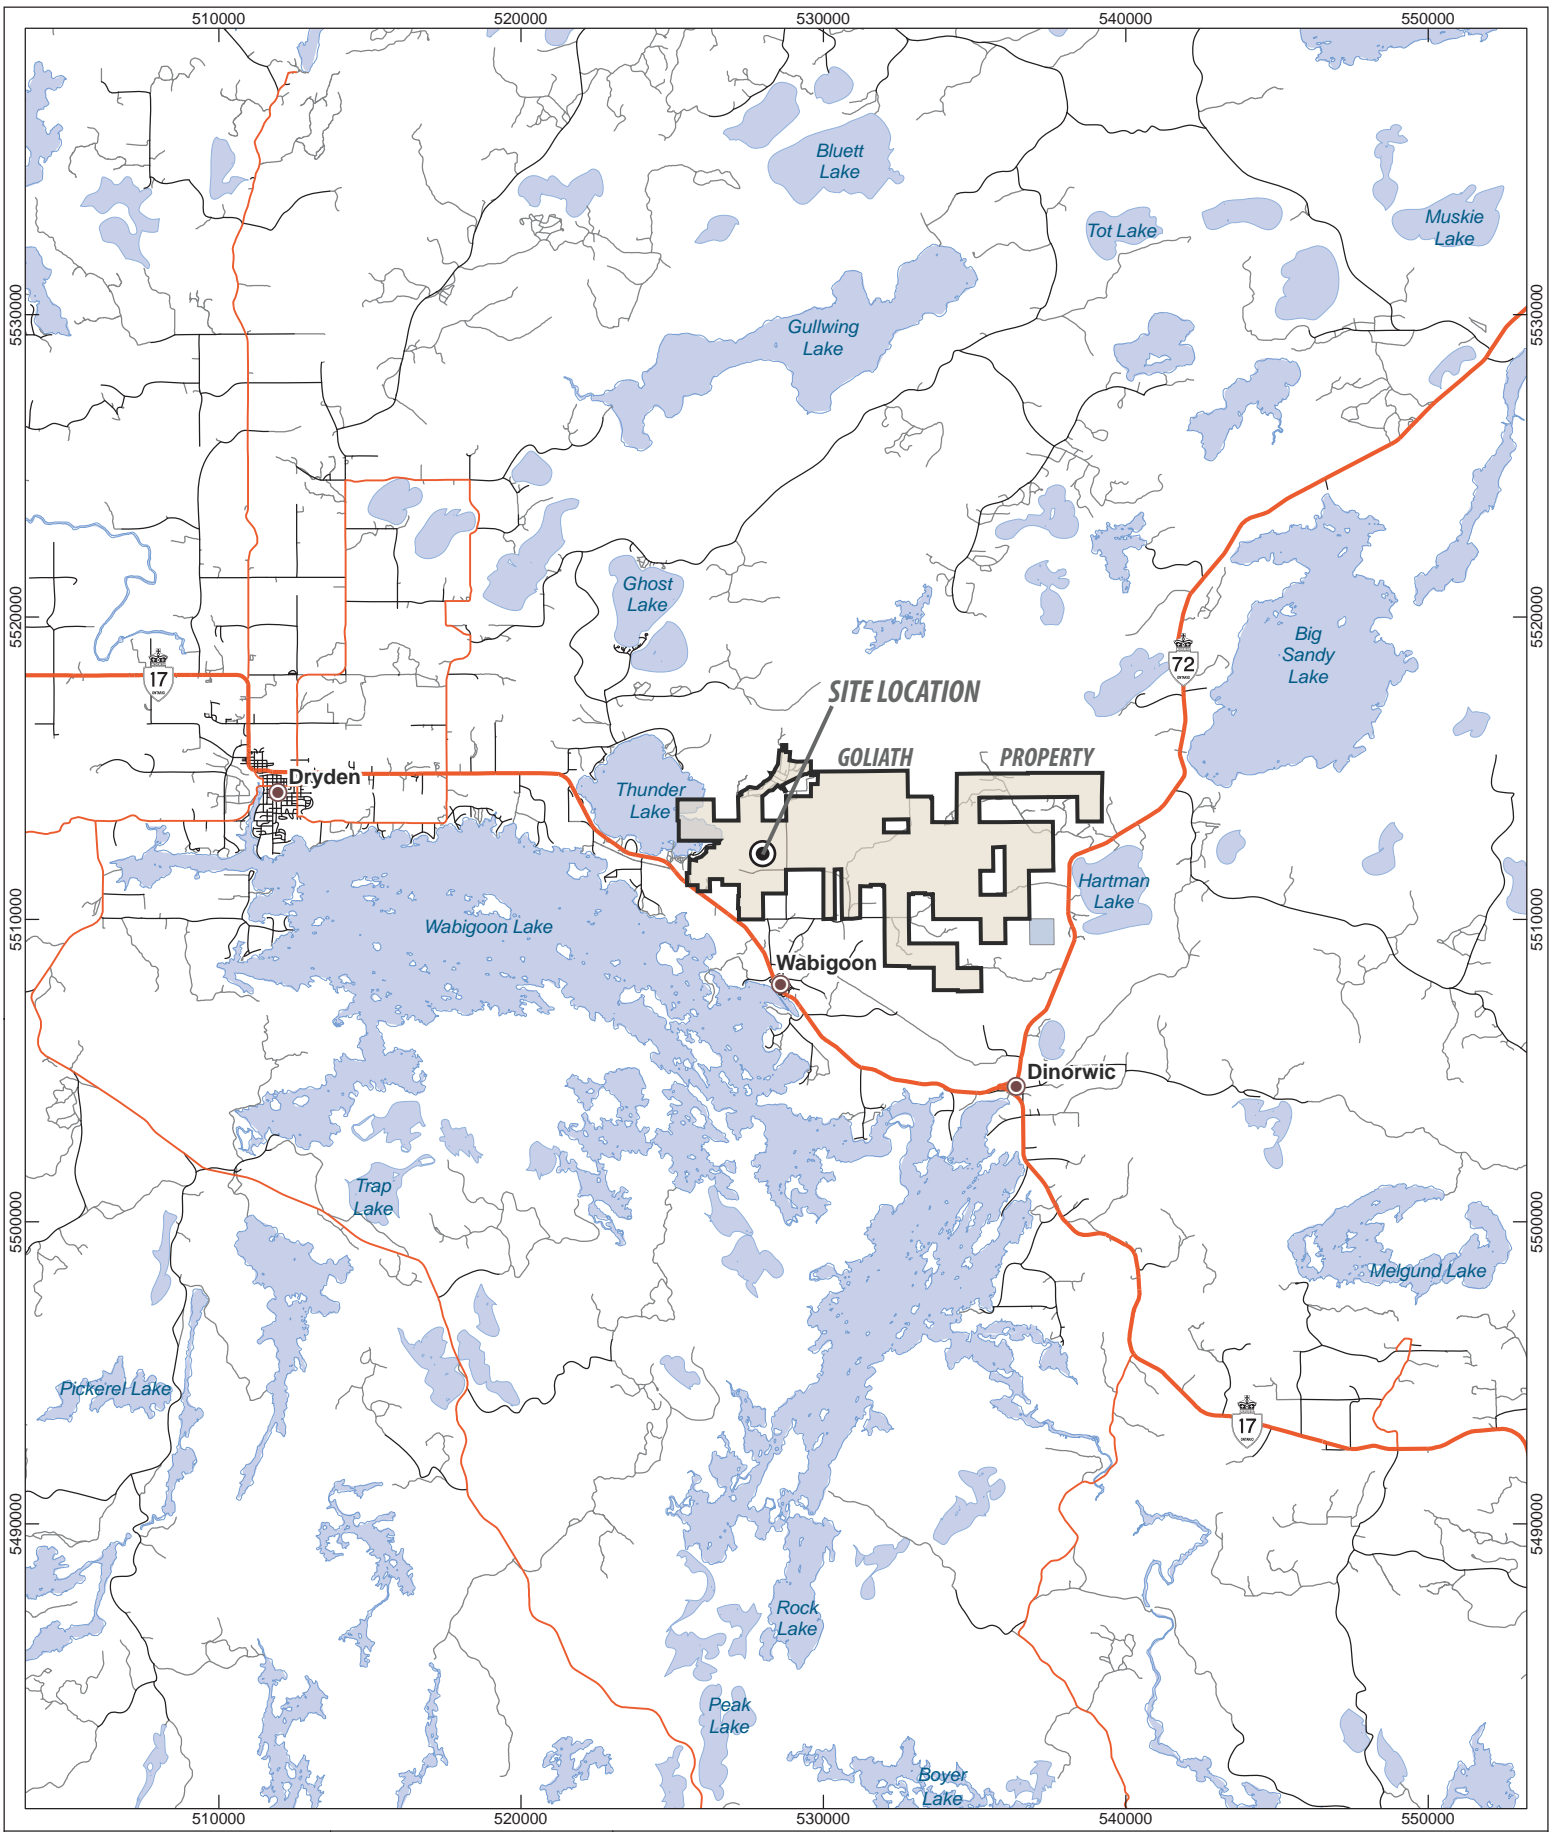 510000
520000
530000
540000
550000
Bluett
Lake
Tot Lake
Muskie
Lake
5530000
5530000
Gullwing
Lake
Ghost
Lake
5520000
5520000
Big
Sandy
Lake
72
ONTARIO
17
ONTARIO
SITE LOCATION
GOLIATH
PROPERTY
Dryden
Thunder
Lake
Hartman
Lake
5510000
5510000
Wabigoon Lake
Wabigoon
Dinorwic
Trap
Lake
5500000
5500000
Melgund Lake
Pickerel Lake
17
ONTARIO
5490000
5490000
Rock
Lake
Peak
Lake
Boyer
Lake
510000
520000
530000
540000
550000